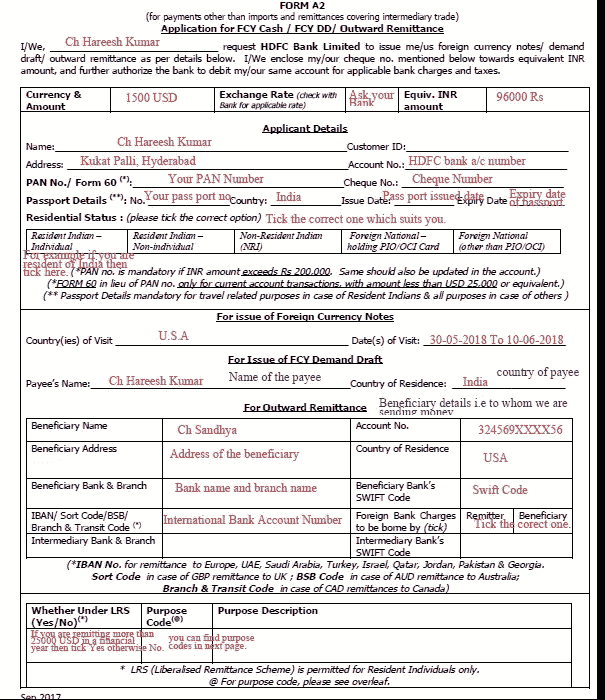 FORM A2
(for payments other than imports and remittances covering intermediary trade)
Application for FCY Cash / FCY DD/ Outward Remittance
I/We, Ch Hareesh Kumar request HDFC Bank Limited to issue me/us foreign currency notes/ demand
draft/ outward remittance as per details below. I/We enclose my/our cheque no. mentioned below towards equivalent INR
amount, and further authorize the bank to debit my/our same account for applicable bank charges and taxes.
Currency & Amount 1500 USD Exchange Rate (check with Bank for applicable rate) Ask your Bank Equiv. INR amount 96000 Rs
Applicant Details
Name: Ch Hareesh Kumar Customer ID:
Address: Kukat Palli, Hyderabad Account No.: HDFC bank a/c number
PAN No./ Form 60 (*): Your PAN Number Cheque No.: Cheque Number
Passport Details (**): No. Your pass port no Country: India Issue Date: Pass port issued date Expiry Date Expiry date of passport
Residential Status : (please tick the correct option) Tick the correct one which suits you.
Resident Indian – Individual Resident Indian – Non-individual Non-Resident Indian (NRI) Foreign National – holding PIO/OCI Card Foreign National (other than PIO/OCI)
For example if you are
resident of India then
tick here. (*PAN no. is mandatory if INR amount exceeds Rs 200,000. Same should also be updated in the account.)
(*FORM 60 in lieu of PAN no. only for current account transactions, with amount less than USD 25,000 or equivalent.)
(** Passport Details mandatory for travel related purposes in case of Resident Indians & all purposes in case of others )
For issue of Foreign Currency Notes
Country(ies) of Visit U.S.A Date(s) of Visit: 30-05-2018 To 10-06-2018
For Issue of FCY Demand Draft
Payee's Name: Ch Hareesh Kumar Name of the payee Country of Residence: India country of payee
For Outward Remittance Beneficiary details i.e to whom we are sending money
Beneficiary Name Ch Sandhya Account No. 324569XXXX56
Beneficiary Address Address of the beneficiary Country of Residence USA
Beneficiary Bank & Branch Bank name and branch name Beneficiary Bank's SWIFT Code Swift Code
IBAN/ Sort Code/BSB/ Branch & Transit Code (*) International Bank Account Number Foreign Bank Charges to be borne by (tick) Remitter Beneficiary Tick the corect one.
Intermediary Bank & Branch Intermediary Bank's SWIFT Code
(*IBAN No. for remittance to Europe, UAE, Saudi Arabia, Turkey, Israel, Qatar, Jordan, Pakistan & Georgia.
Sort Code in case of GBP remittance to UK ; BSB Code in case of AUD remittance to Australia;
Branch & Transit Code in case of CAD remittances to Canada)
Whether Under LRS (Yes/No)(*) Purpose Code(@) Purpose Description
If you are remitting more than
25000 USD in a financial
year then tick Yes otherwise No. you can find purpose codes in next page.
* LRS (Liberalised Remittance Scheme) is permitted for Resident Individuals only.
@ For purpose code, please see overleaf.
Sep 2017